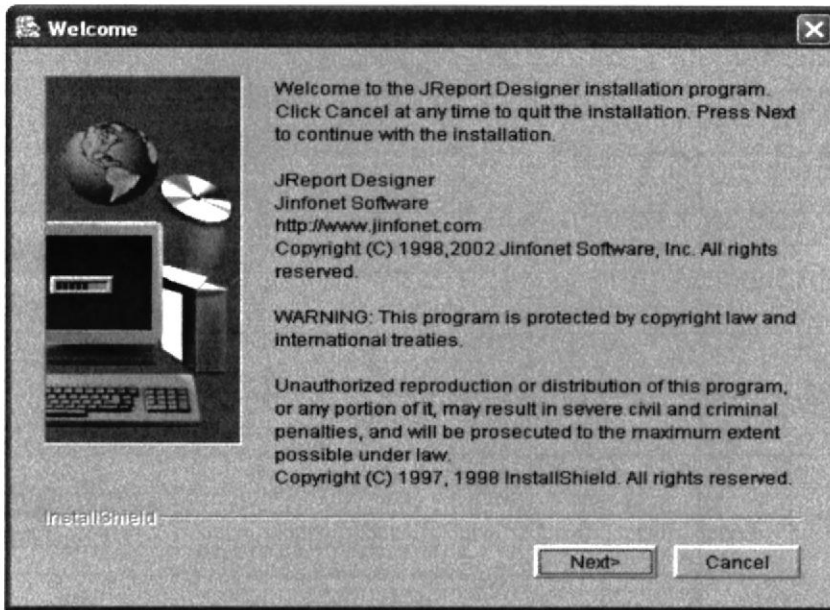 Welcome
Welcome to the JReport Designer installation program.
Click Cancel at any time to quit the installation. Press Next
to continue with the installation.
JReport Designer
Jinfonet Software
http://www.jinfonet.com
Copyright (C) 1998,2002 Jinfonet Software, Inc. All rights
reserved.
WARNING: This program is protected by copyright law and
international treaties.
Unauthorized reproduction or distribution of this program,
or any portion of it, may result in severe civil and criminal
penalties, and will be prosecuted to the maximum extent
possible under law.
Copyright (C) 1997, 1998 InstallShield. All rights reserved.
InstallShield
Next>
Cancel